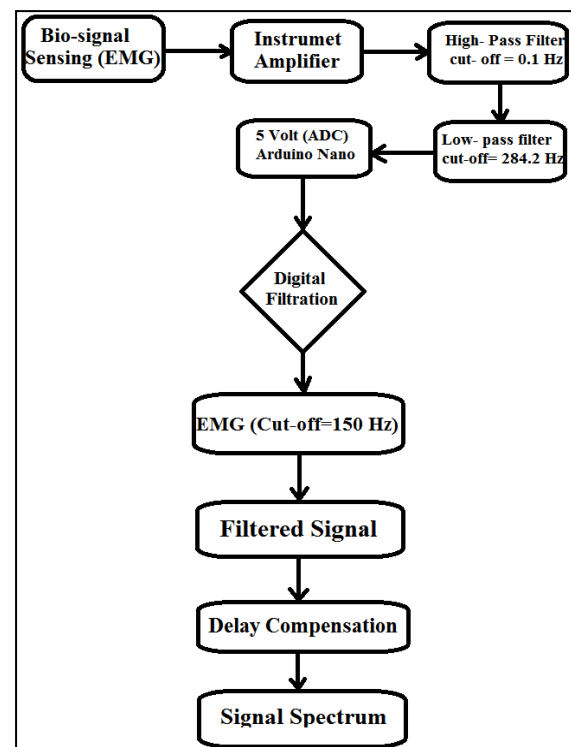 Bio-signal
Sensing (EMG)
Instrumet
Amplifier
High- Pass Filter
cut- off = 0.1 Hz
Low- pass filter
cut-off= 284.2 Hz
5 Volt (ADC)
Arduino Nano
Digital
Filtration
EMG (Cut-off=150 Hz)
Filtered Signal
Delay Compensation
Signal Spectrum